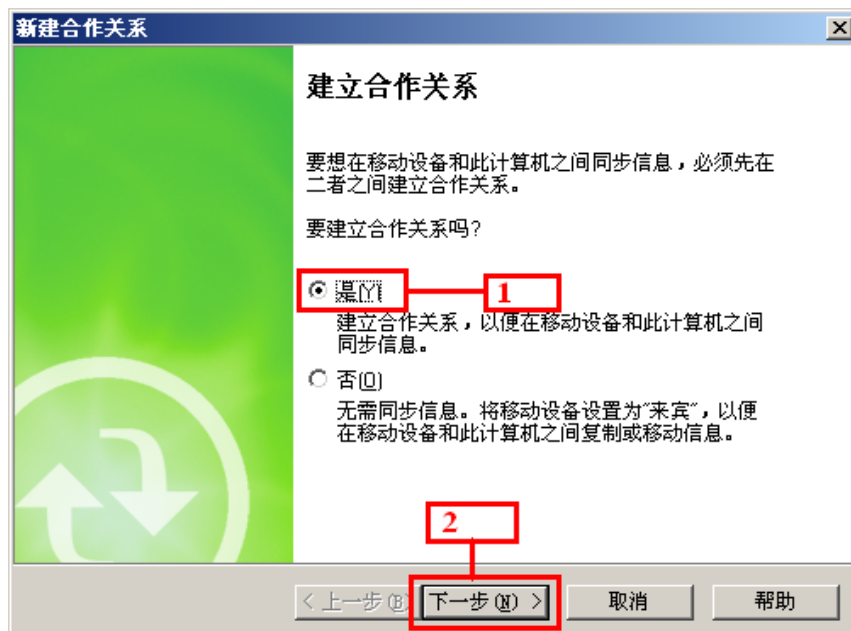 新建合作关系
建立合作关系
要想在移动设备和此计算机之间同步信息，必须先在
二者之间建立合作关系。
要建立合作关系吗?
是(Y)
1
建立合作关系，以便在移动设备和此计算机之间
同步信息。
否(O)
无需同步信息。将移动设备设置为"来宾"，以便
在移动设备和此计算机之间复制或移动信息。
2
< 上一步(B) 下一步(N) > 取消 帮助